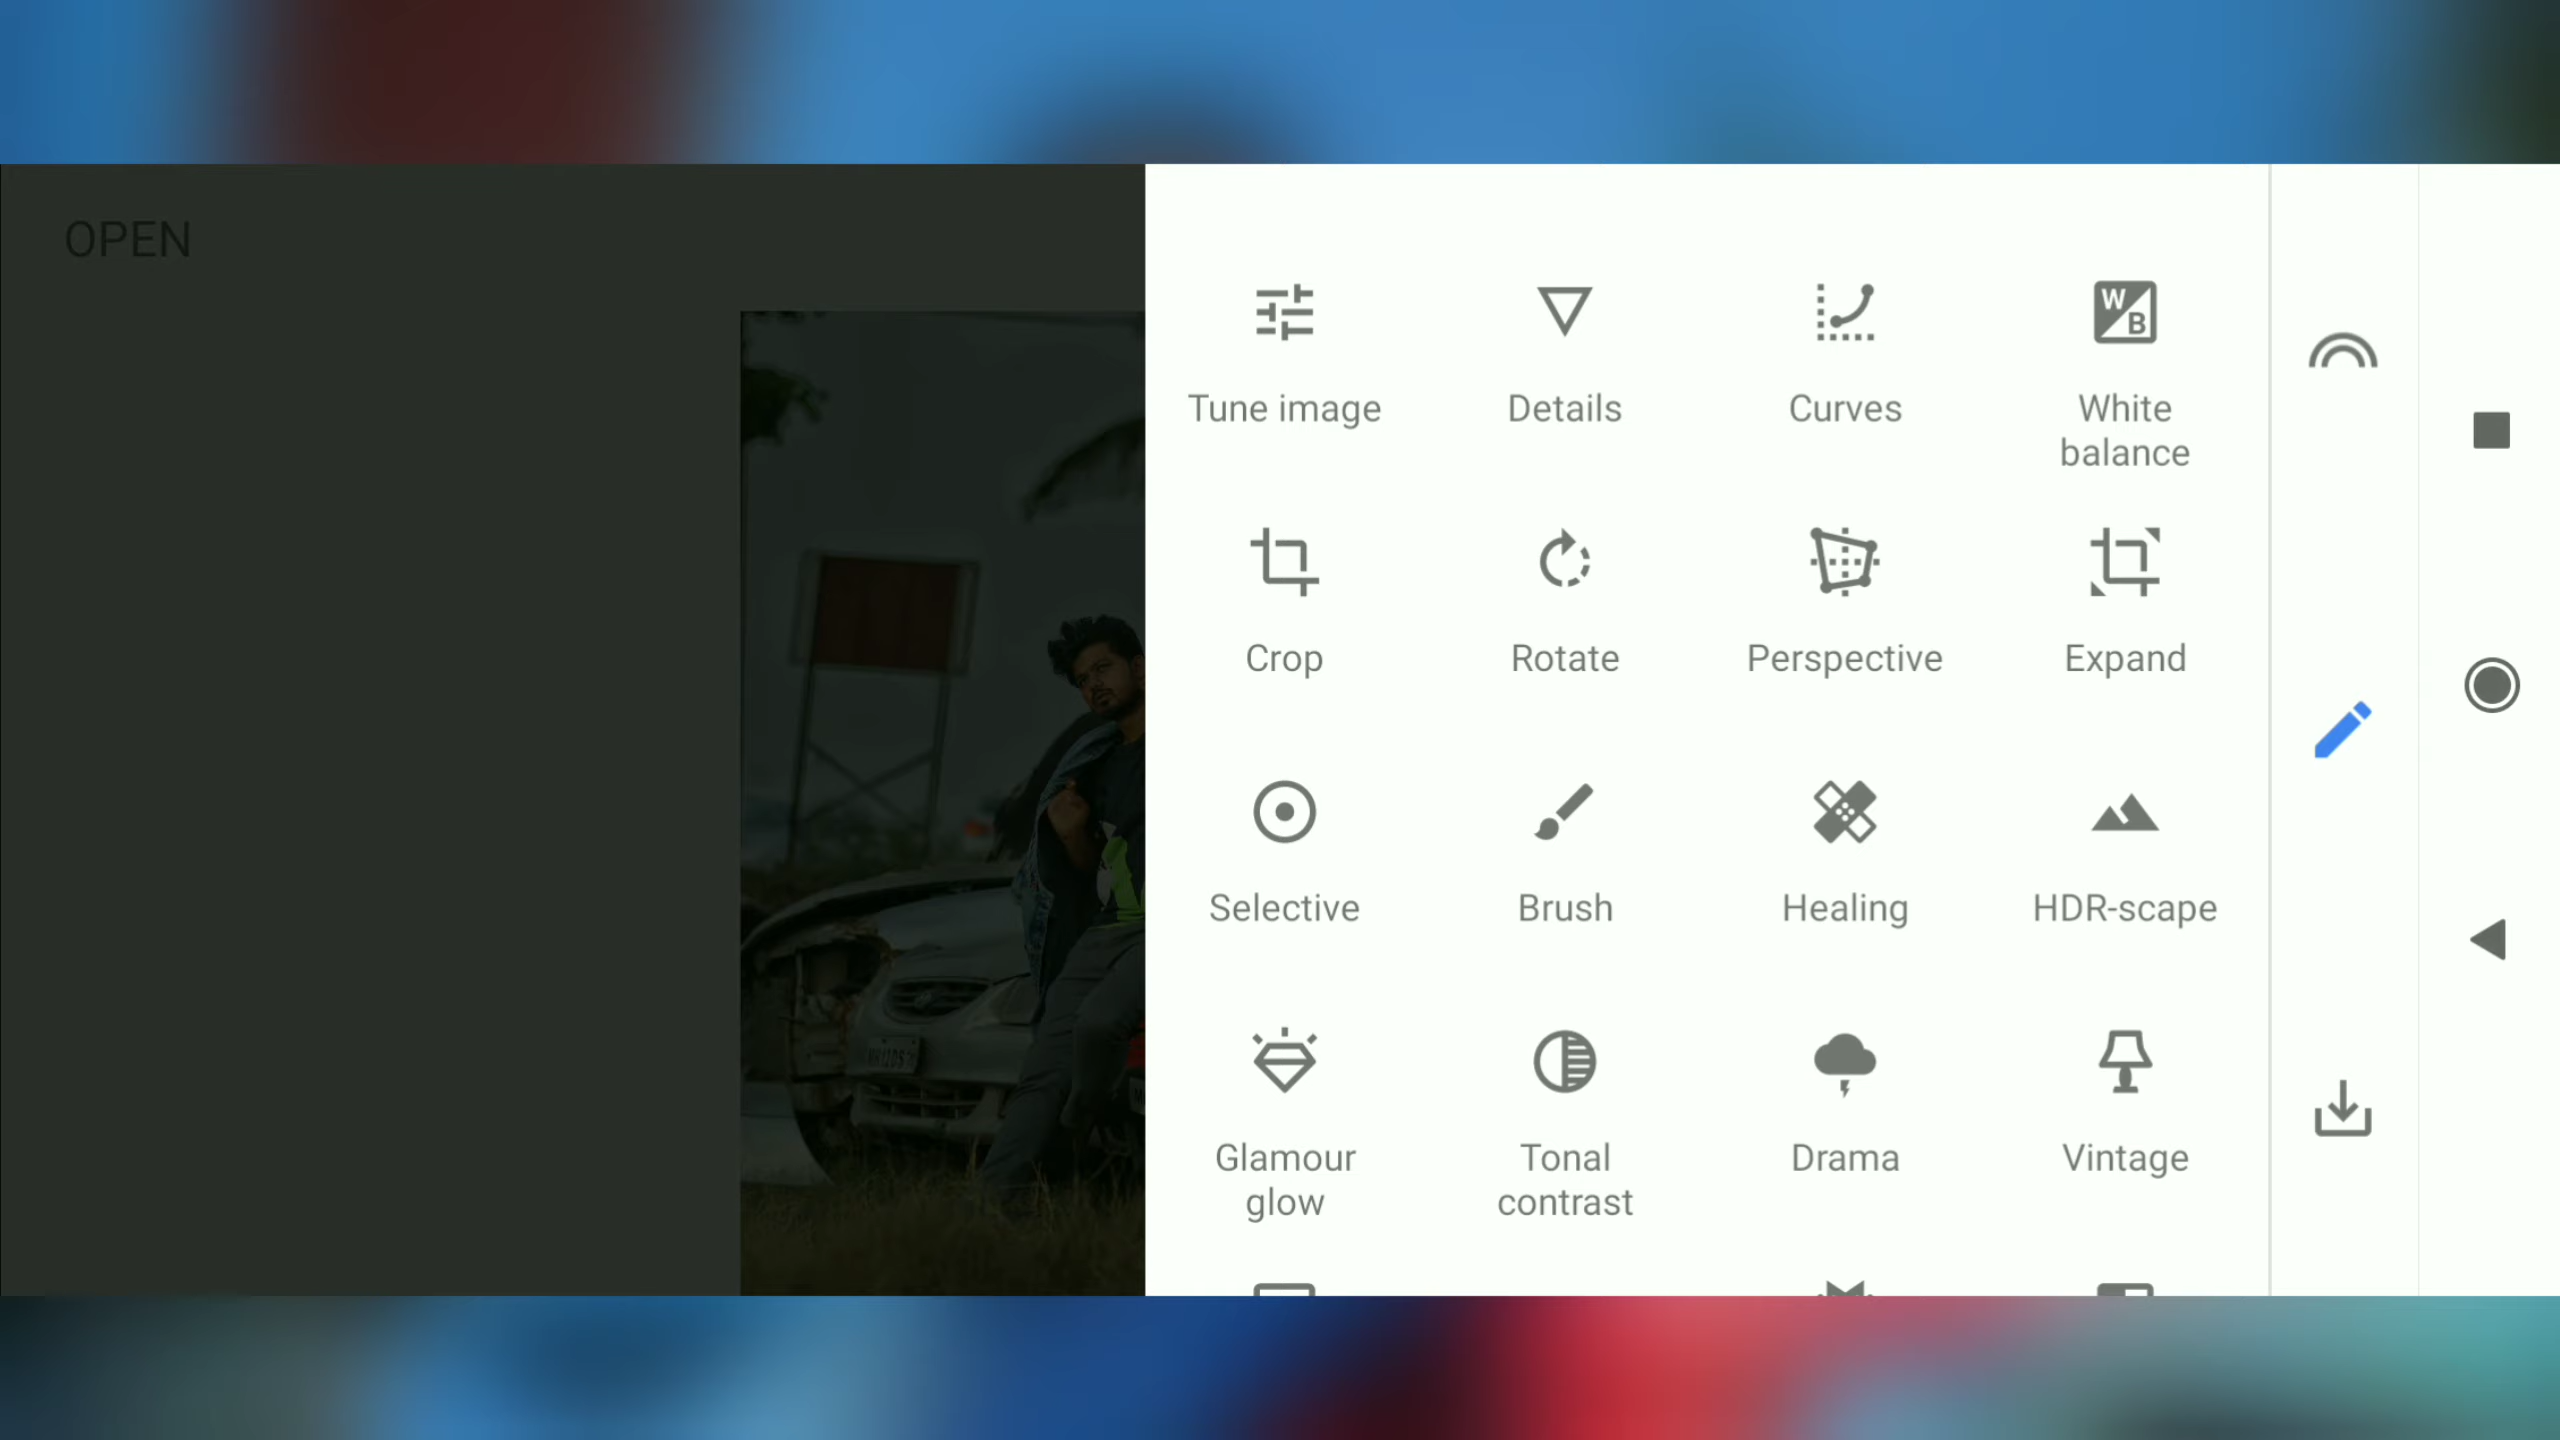 OPEN
Tune image
Details
Curves
W
B
White
balance
Crop
Rotate
Perspective
Expand
Selective
Brush
Healing
HDR-scape
Glamour
glow
Tonal
contrast
Drama
Vintage